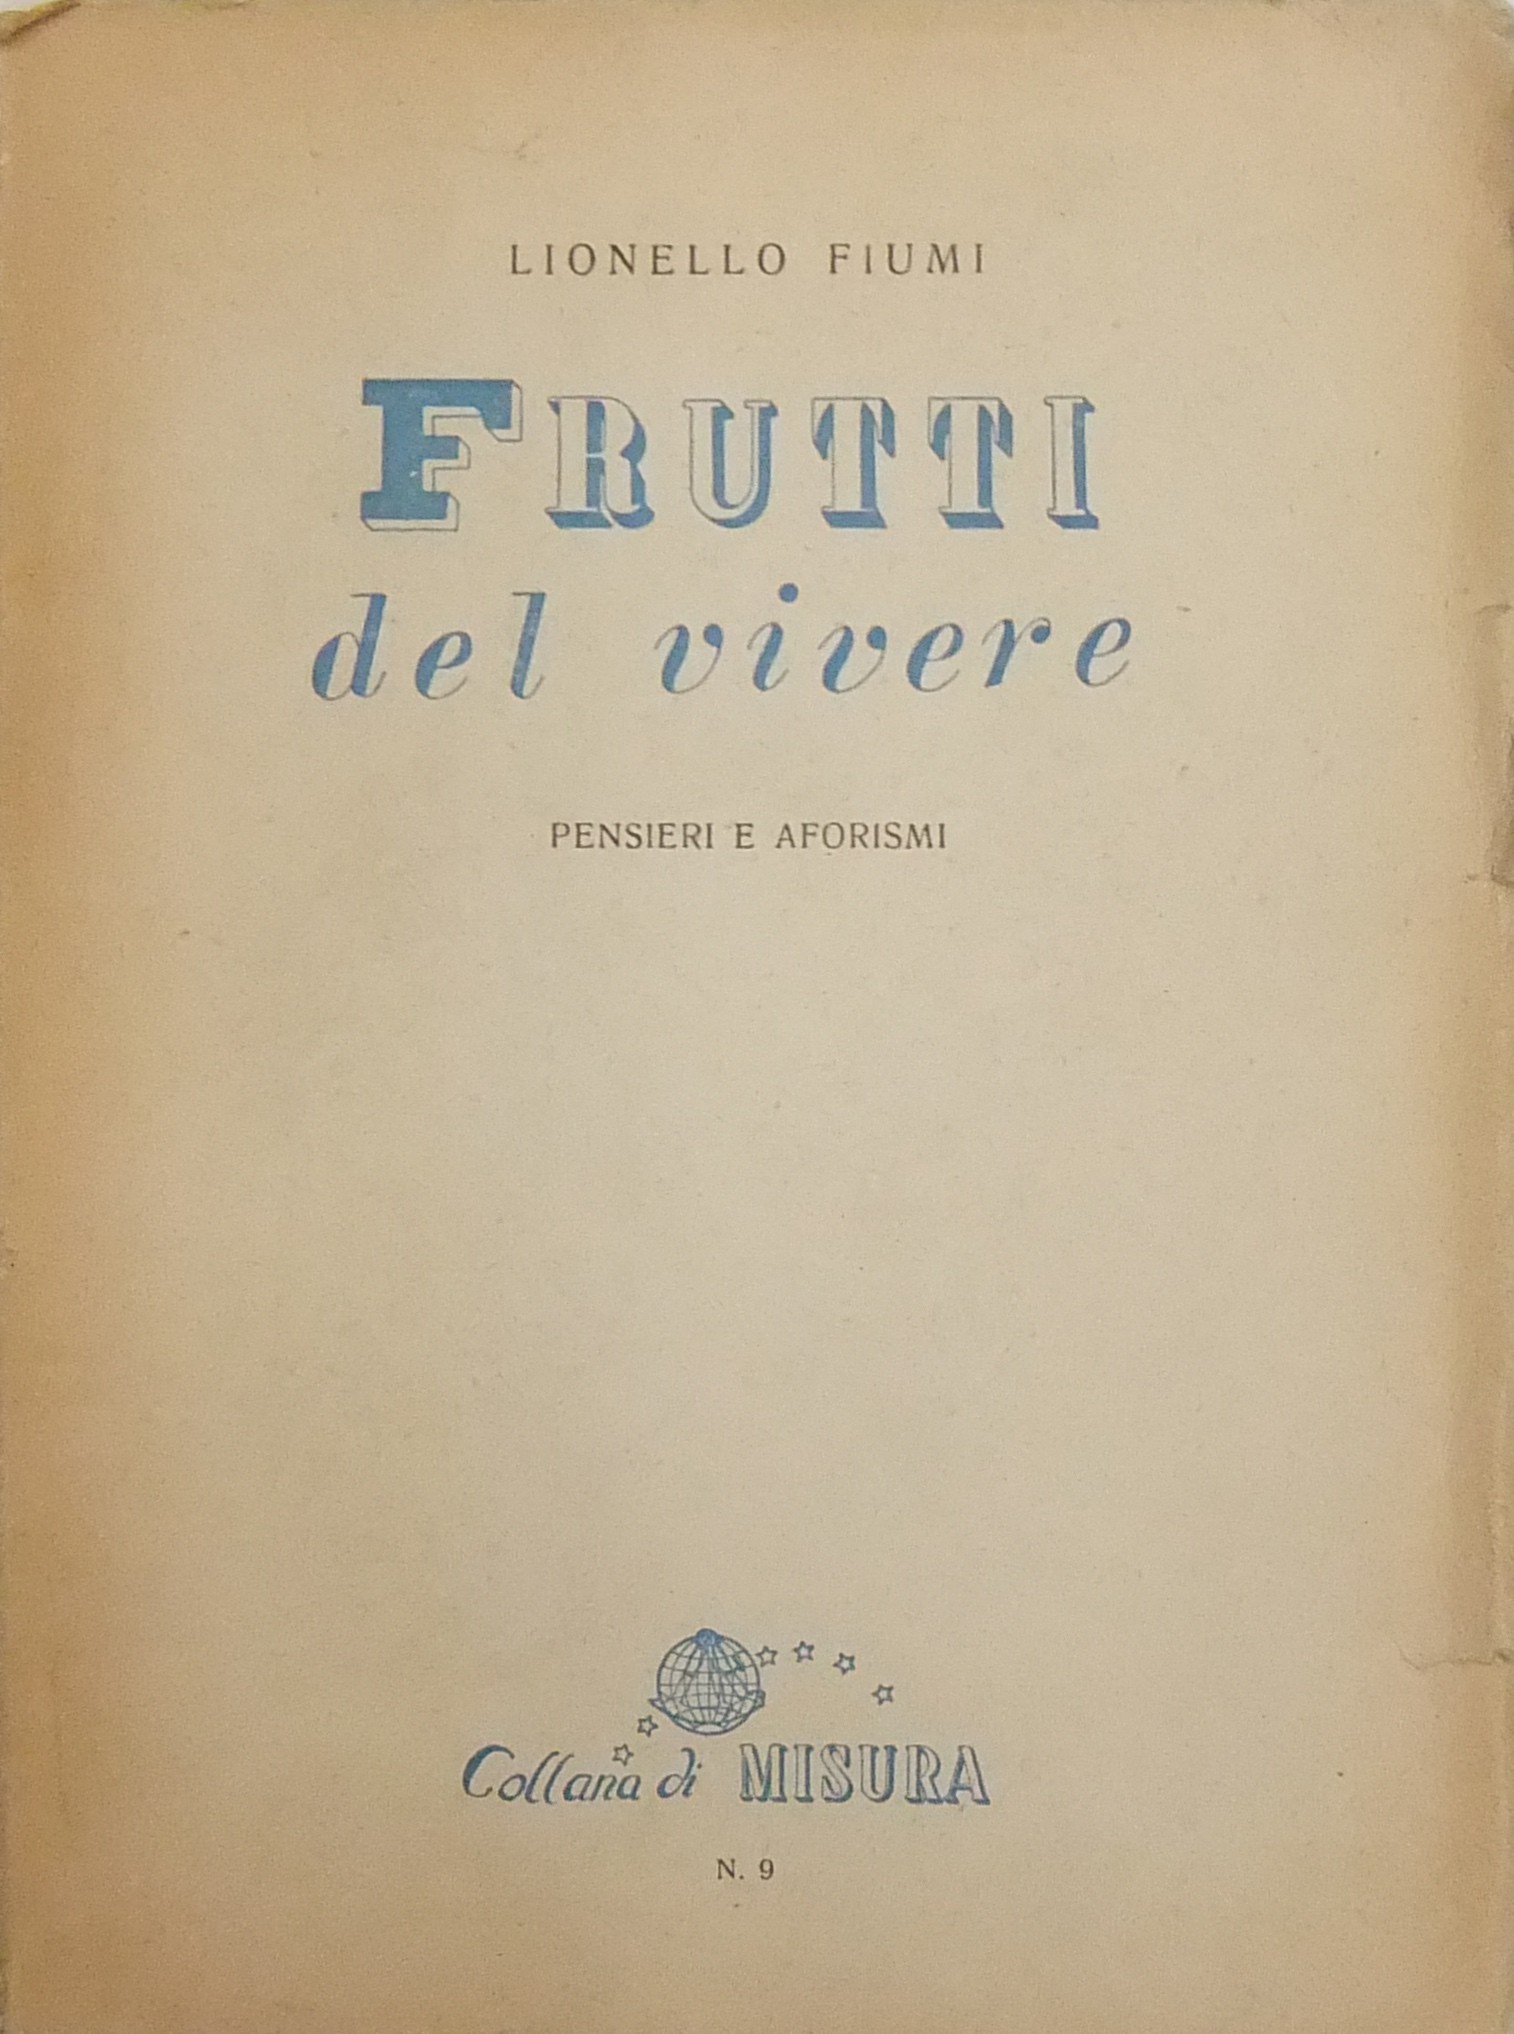 LIONELLO FIUMI
FRUTTI
del vivere
PENSIERI E AFORISMI
Collana di MISURA
N. 9